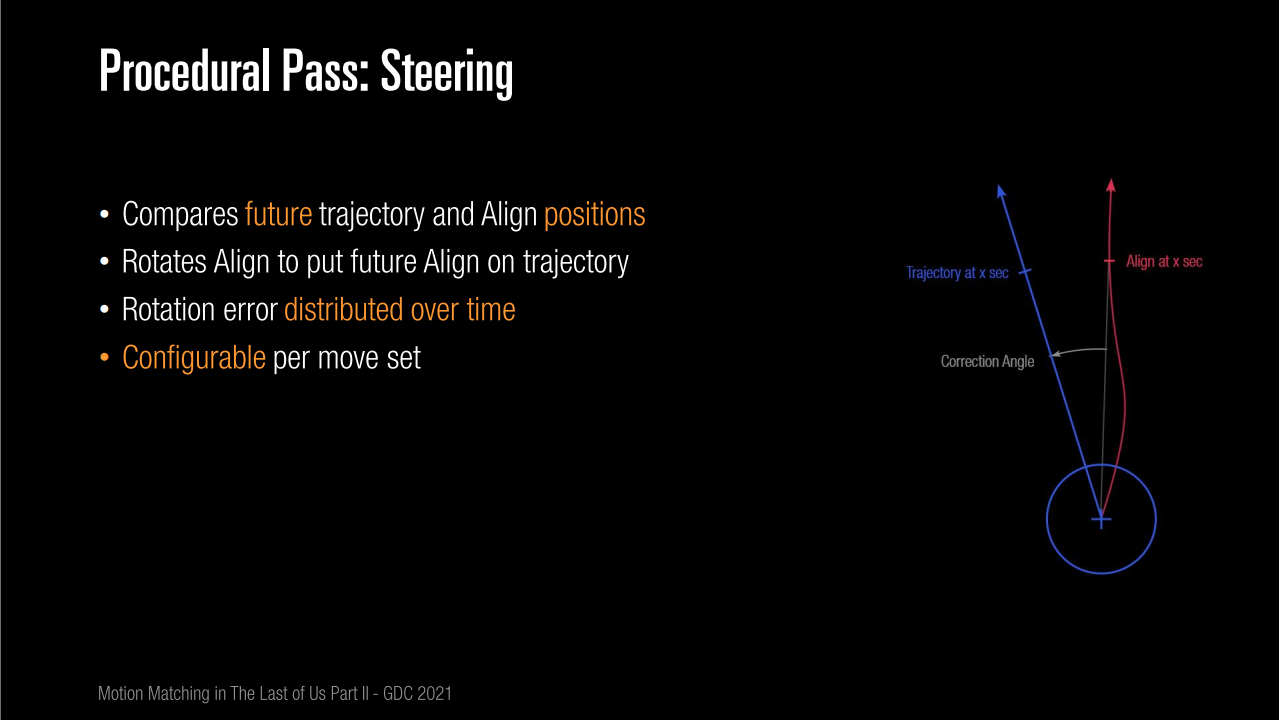 Procedural Pass: Steering
• Compares future trajectory and Align positions
• Rotates Align to put future Align on trajectory
• Rotation error distributed over time
• Configurable per move set
Align at x sec
Trajectory at x sec
Correction Angle
Motion Matching in The Last of Us Part II - GDC 2021